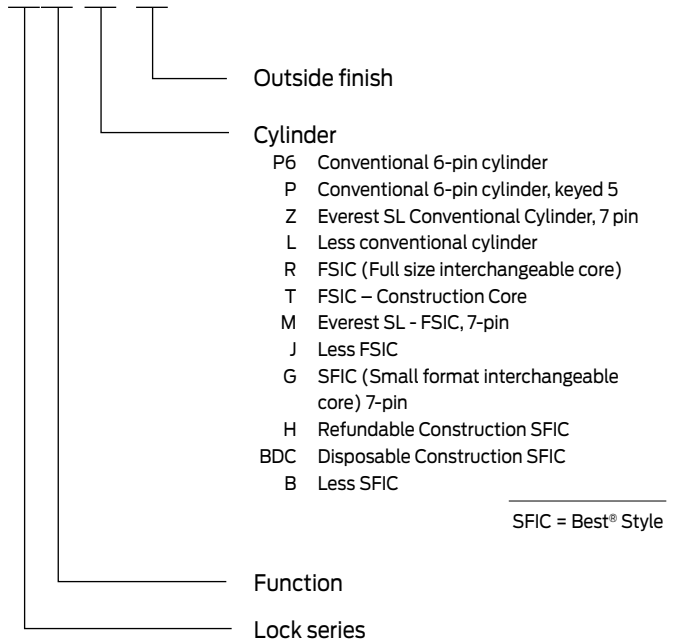 Outside finish
Cylinder
P6 Conventional 6-pin cylinder
P Conventional 6-pin cylinder, keyed 5
Z Everest SL Conventional Cylinder, 7 pin
L Less conventional cylinder
R FSIC (Full size interchangeable core)
T FSIC – Construction Core
M Everest SL - FSIC, 7-pin
J Less FSIC
G SFIC (Small format interchangeable
core) 7-pin
H Refundable Construction SFIC
BDC Disposable Construction SFIC
B Less SFIC
SFIC = Best® Style
Function
Lock series